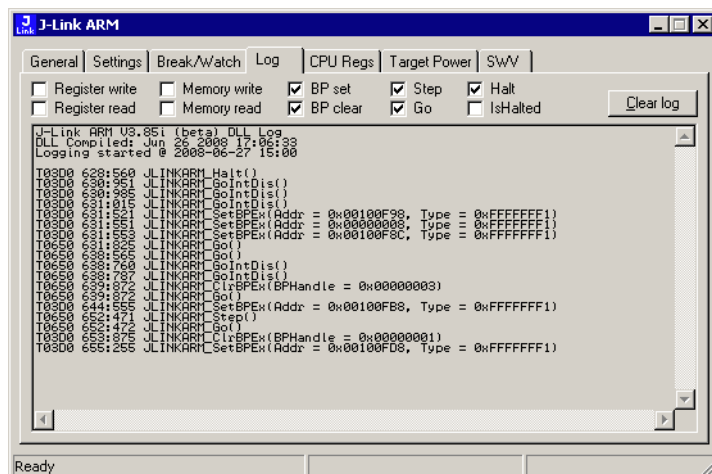 J-Link ARM
General Settings Break/Watch Log CPU Regs Target Power SWV
Register write Memory write BP set Step Halt
Register read Memory read BP clear Go IsHalted
Clear log
J-Link ARM V3.85i (beta) DLL Log
DLL Compiled: Jun 26 2008 17:06:33
Logging started @ 2008-06-27 15:00
T03D0 628:560 JLINKARM_Halt()
T03D0 630:951 JLINKARM_GoIntDis()
T03D0 630:985 JLINKARM_GoIntDis()
T03D0 631:015 JLINKARM_GoIntDis()
T03D0 631:521 JLINKARM_SetBPEx(Addr = 0x00100F98, Type = 0xFFFFFFF1)
T03D0 631:551 JLINKARM_SetBPEx(Addr = 0x00000008, Type = 0xFFFFFFF1)
T03D0 631:553 JLINKARM_SetBPEx(Addr = 0x00100F8C, Type = 0xFFFFFFF1)
T0650 631:825 JLINKARM_Go()
T0650 638:565 JLINKARM_Go()
T0650 638:760 JLINKARM_GoIntDis()
T0650 638:787 JLINKARM_GoIntDis()
T0650 639:872 JLINKARM_ClrBPEx(BPHandle = 0x00000003)
T0650 639:872 JLINKARM_Go()
T03D0 644:555 JLINKARM_SetBPEx(Addr = 0x00100FB8, Type = 0xFFFFFFF1)
T0650 652:471 JLINKARM_Step()
T0650 652:472 JLINKARM_Go()
T03D0 653:875 JLINKARM_ClrBPEx(BPHandle = 0x00000001)
T03D0 655:255 JLINKARM_SetBPEx(Addr = 0x00100FD8, Type = 0xFFFFFFF1)
Ready